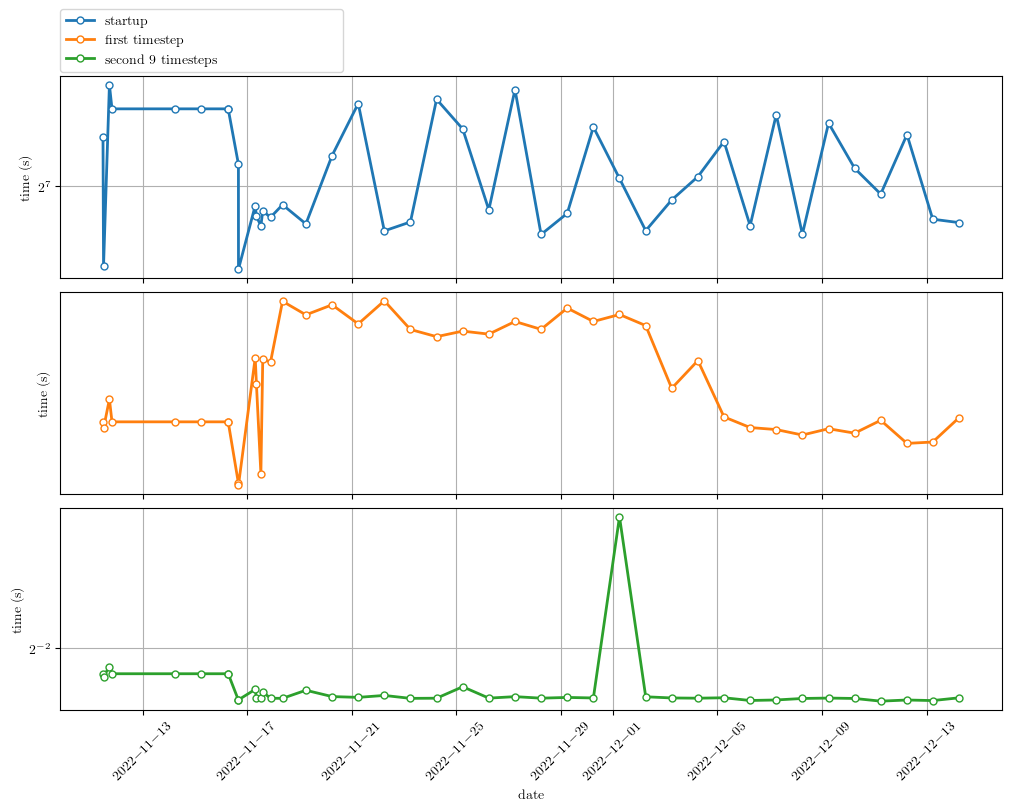 startup
first timestep
second 9 timesteps
time (s)
2⁷
time (s)
time (s)
2⁻²
2022−11−13
2022−11−17
2022−11−21
2022−11−25
2022−11−29
2022−12−01
2022−12−05
2022−12−09
2022−12−13
date